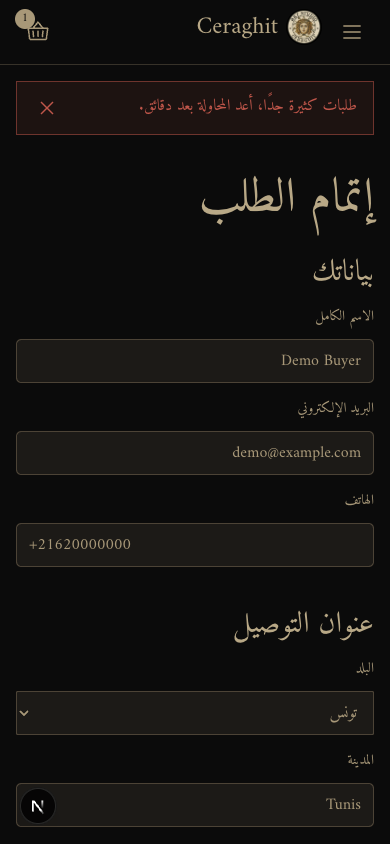 Ceraghit
1
طلبات كثيرة جدًا، أعد المحاولة بعد دقائق.
إتمام الطلب
بياناتك
الاسم الكامل
Demo Buyer
البريد الإلكتروني
demo@example.com
الهاتف
+21620000000
عنوان التوصيل
البلد
تونس
المدينة
Tunis
N